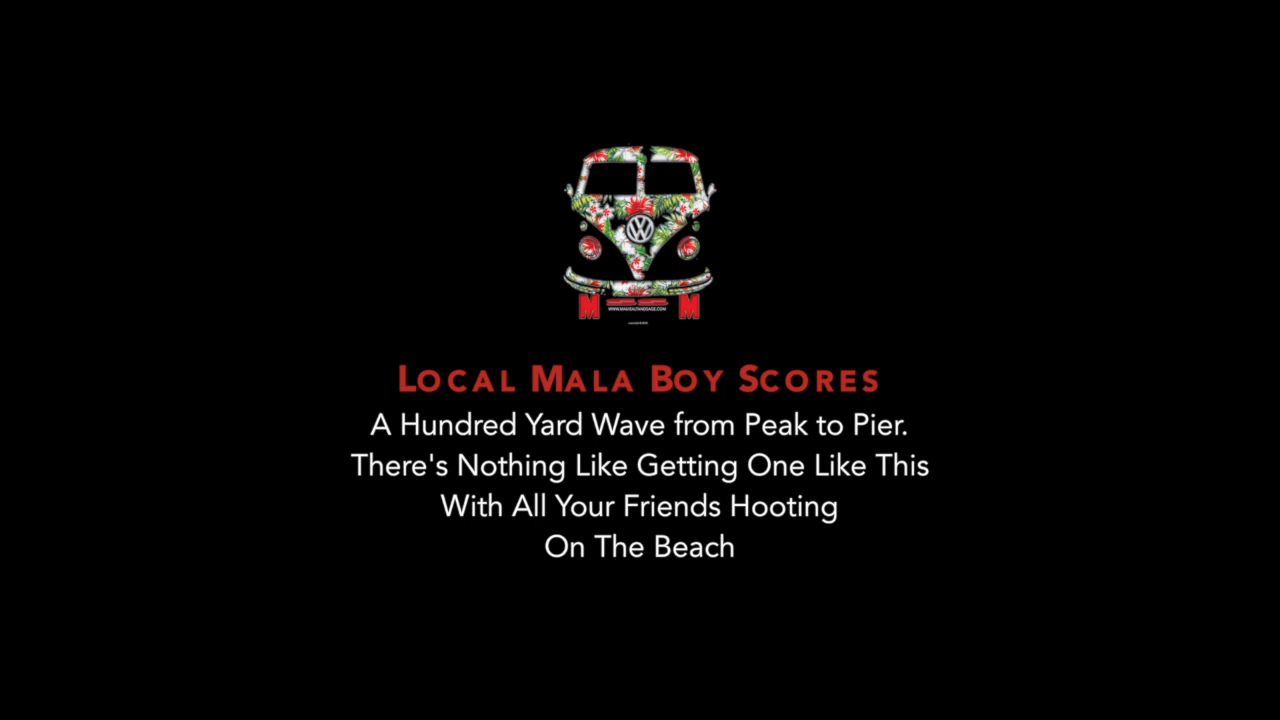 W
M M
LOCAL MALA BOY SCORES
A Hundred Yard Wave from Peak to Pier.
There's Nothing Like Getting One Like This
With All Your Friends Hooting
On The Beach